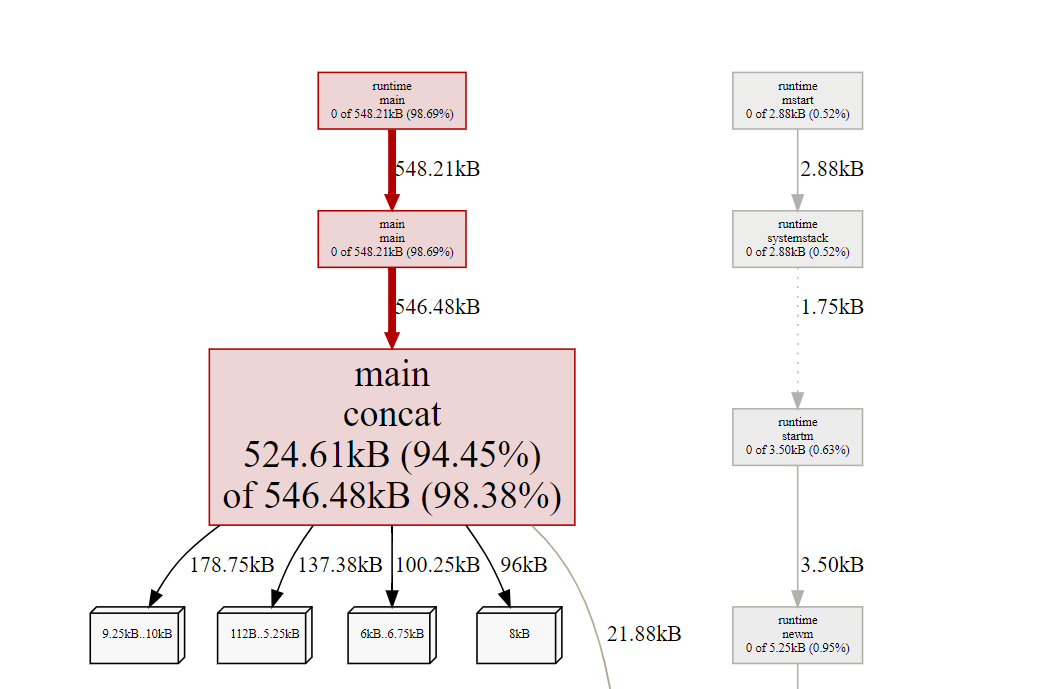 runtime
main
0 of 548.21kB (98.69%)
548.21kB
main
main
0 of 548.21kB (98.69%)
546.48kB
main
concat
524.61kB (94.45%)
of 546.48kB (98.38%)
178.75kB
137.38kB
100.25kB
96kB
21.88kB
9.25kB..10kB
112B..5.25kB
6kB..6.75kB
8kB
runtime
mstart
0 of 2.88kB (0.52%)
2.88kB
runtime
systemstack
0 of 2.88kB (0.52%)
1.75kB
runtime
startm
0 of 3.50kB (0.63%)
3.50kB
runtime
newm
0 of 5.25kB (0.95%)